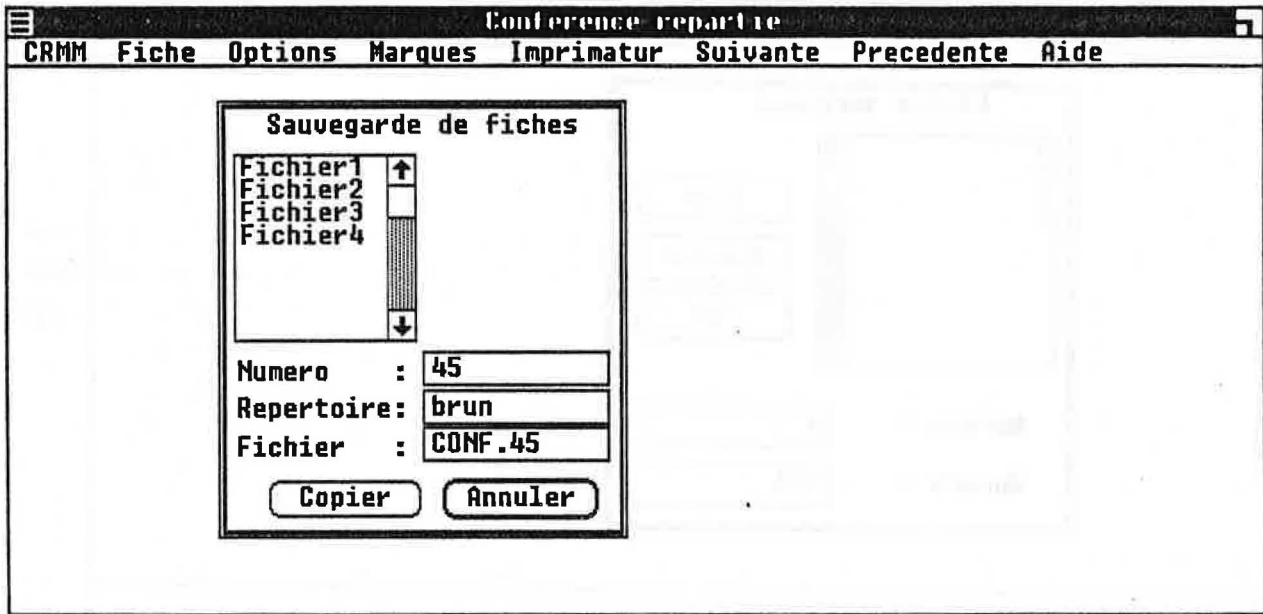 Conference repartie
CRMM Fiche Options Marques Imprimatur Suivante Precedente Aide
Sauvegarde de fiches
Fichier1
Fichier2
Fichier3
Fichier4
Numero : 45
Repertoire: brun
Fichier : CONF.45
Copier Annuler